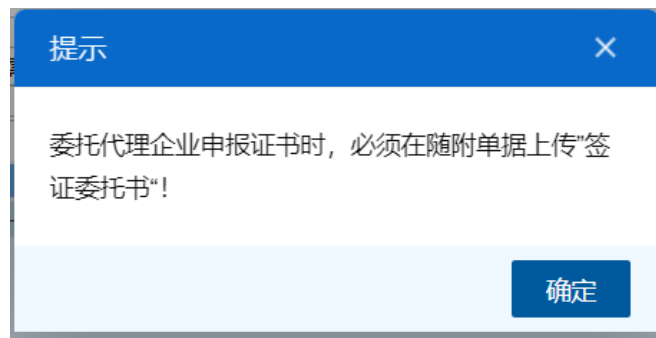 提示
委托代理企业申报证书时，必须在随附单据上传”签
证委托书“！
确定